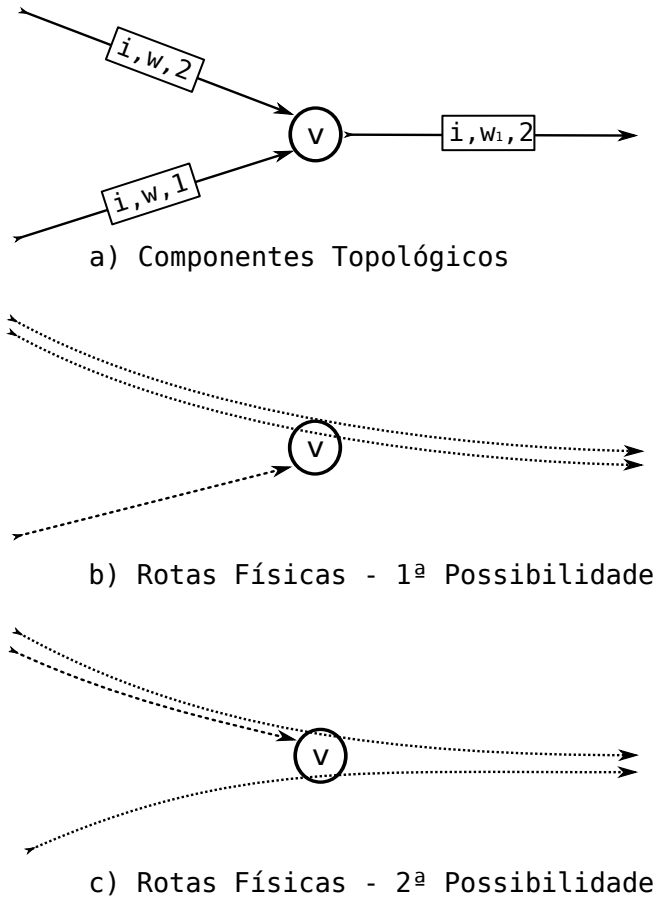 i,w,2
v
i,w₁,2
i,w,1
a) Componentes Topológicos
v
b) Rotas Físicas - 1ª Possibilidade
v
c) Rotas Físicas - 2ª Possibilidade